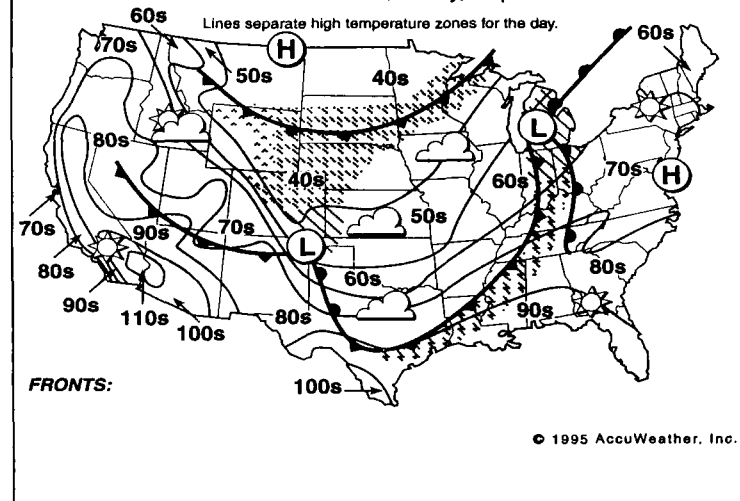 Lines separate high temperature zones for the day.
60s
70s
50s
H
40s
60s
80s
40s
L
60s
70s
H
70s
90s
70s
50s
L
80s
60s
80s
90s
110s
100s
80s
90s
100s
FRONTS:
© 1995 AccuWeather, Inc.